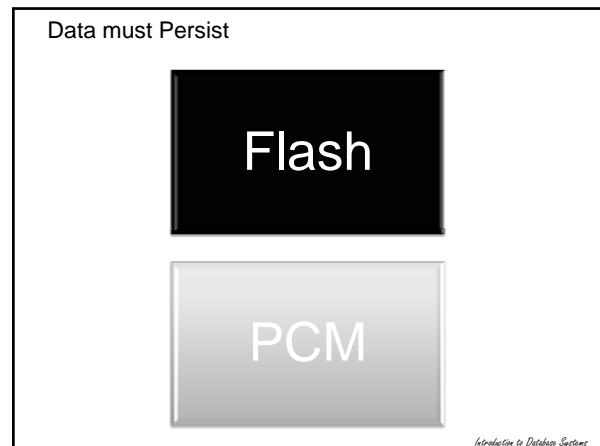 Data must Persist
Flash
PCM
Introduction to Database Systems